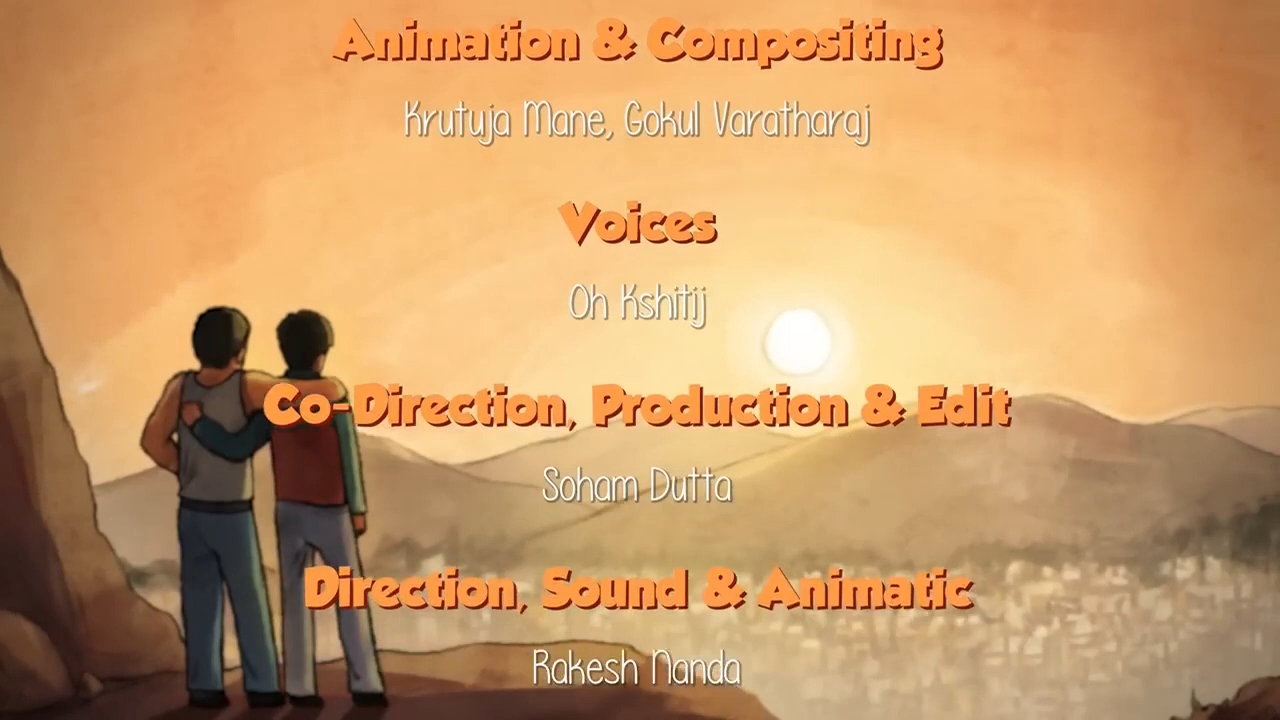 Animation & Compositing
Krutuja Mane, Gokul Varatharaj
Voices
Oh Kshitij
Co-Direction, Production & Edit
Soham Dutta
Direction, Sound & Animatic
Rakesh Nanda